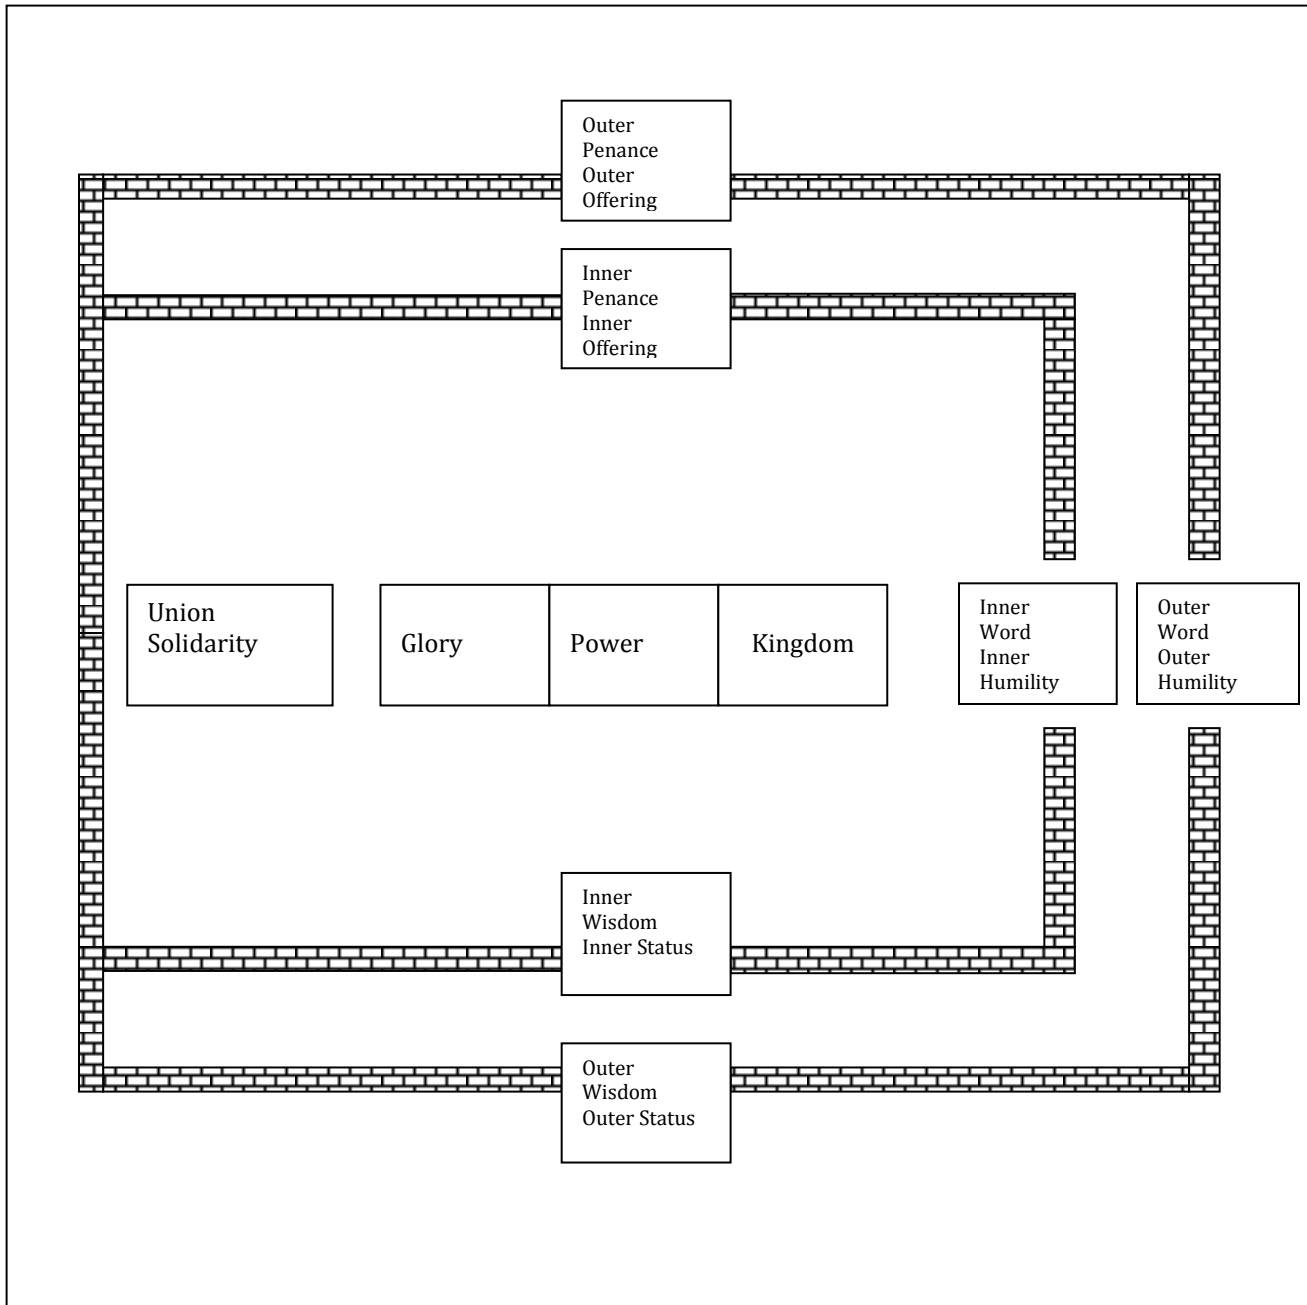 Outer
Penance
Outer
Offering
Inner
Penance
Inner
Offering
Union
Solidarity
Glory
Power
Kingdom
Inner
Word
Inner
Humility
Outer
Word
Outer
Humility
Inner
Wisdom
Inner Status
Outer
Wisdom
Outer Status